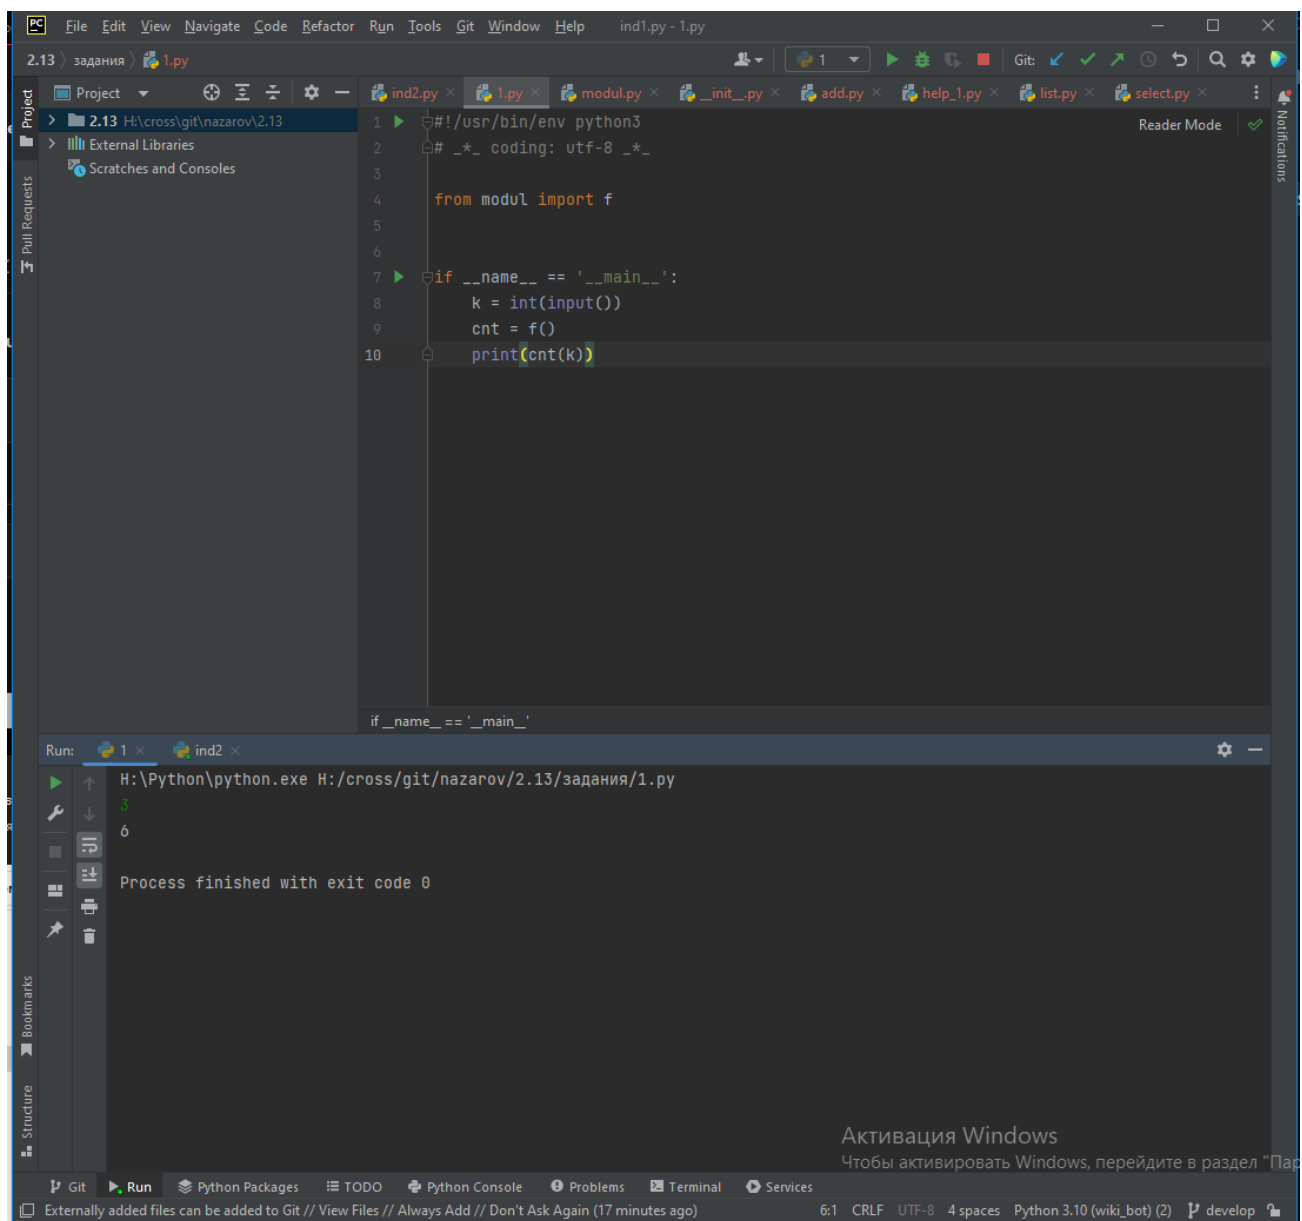 PC File Edit View Navigate Code Refactor Run Tools Git Window Help ind1.py - 1.py
2.13 задания 1.py 1 Git:
Project ind2.py 1.py modul.py __init__.py add.py help_1.py list.py select.py
2.13 H:\cross\git\nazarov\2.13
External Libraries
Scratches and Consoles
Project
Pull Requests
Bookmarks
Structure
Notifications
Reader Mode
1 #!/usr/bin/env python3
2 # _*_ coding: utf-8 _*_
3
4 from modul import f
5
6
7 if __name__ == '__main__':
8 k = int(input())
9 cnt = f()
10 print(cnt(k))
if __name__ == '__main__'
Run: 1 ind2
H:\Python\python.exe H:/cross/git/nazarov/2.13/задания/1.py
3
6
Process finished with exit code 0
Активация Windows
Чтобы активировать Windows, перейдите в раздел "Пар
Git Run Python Packages TODO Python Console Problems Terminal Services
Externally added files can be added to Git // View Files // Always Add // Don't Ask Again (17 minutes ago) 6:1 CRLF UTF-8 4 spaces Python 3.10 (wiki_bot) (2) develop